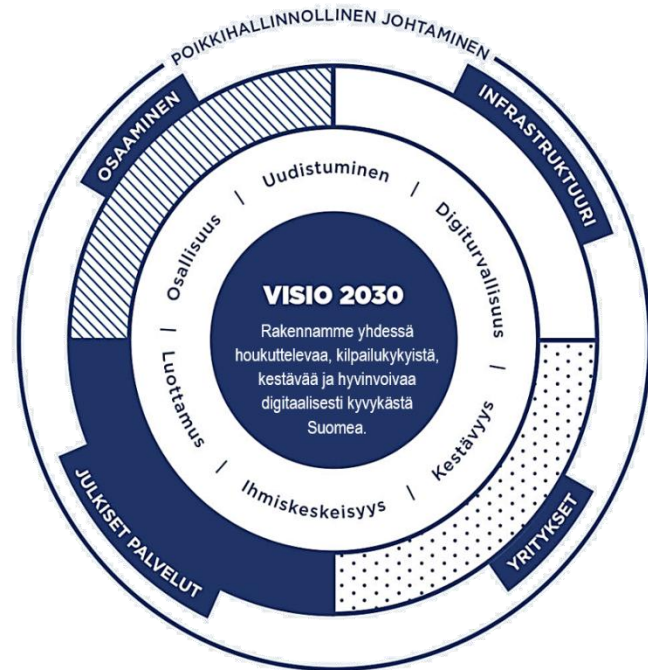 POIKKIHALLINNOLLINEN JOHTAMINEN
OSAAMINEN
INFRASTRUKTUURI
Uudistuminen
Digiturvallisuus
Kestävyys
Ihmiskeskeisyys
Luottamus
Osallisuus
VISIO 2030
Rakennamme yhdessä
houkuttelevaa, kilpailukykyistä,
kestävää ja hyvinvoivaa
digitaalisesti kyvykästä
Suomea.
JULKISET PALVELUT
YRITYKSET